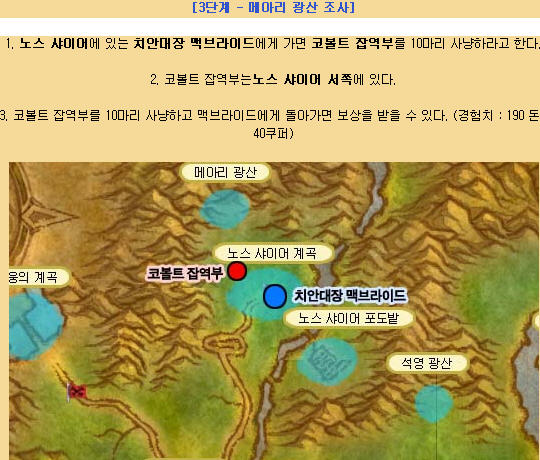 [3단계 - 메아리 광산 조사]
1. 노스 샤이어에 있는 치안대장 맥브라이드에게 가면 코볼트 잡역부를 10마리 사냥하라고 한다.
2. 코볼트 잡역부는노스 샤이어 서쪽에 있다.
3. 코볼트 잡역부를 10마리 사냥하고 맥브라이드에게 돌아가면 보상을 받을 수 있다. (경험치 : 190 돈
40쿠퍼)
메아리 광산
노스 샤이어 계곡
코볼트 잡역부
웅의 계곡
치안대장 맥브라이드
노스 샤이어 포도밭
석영 광산